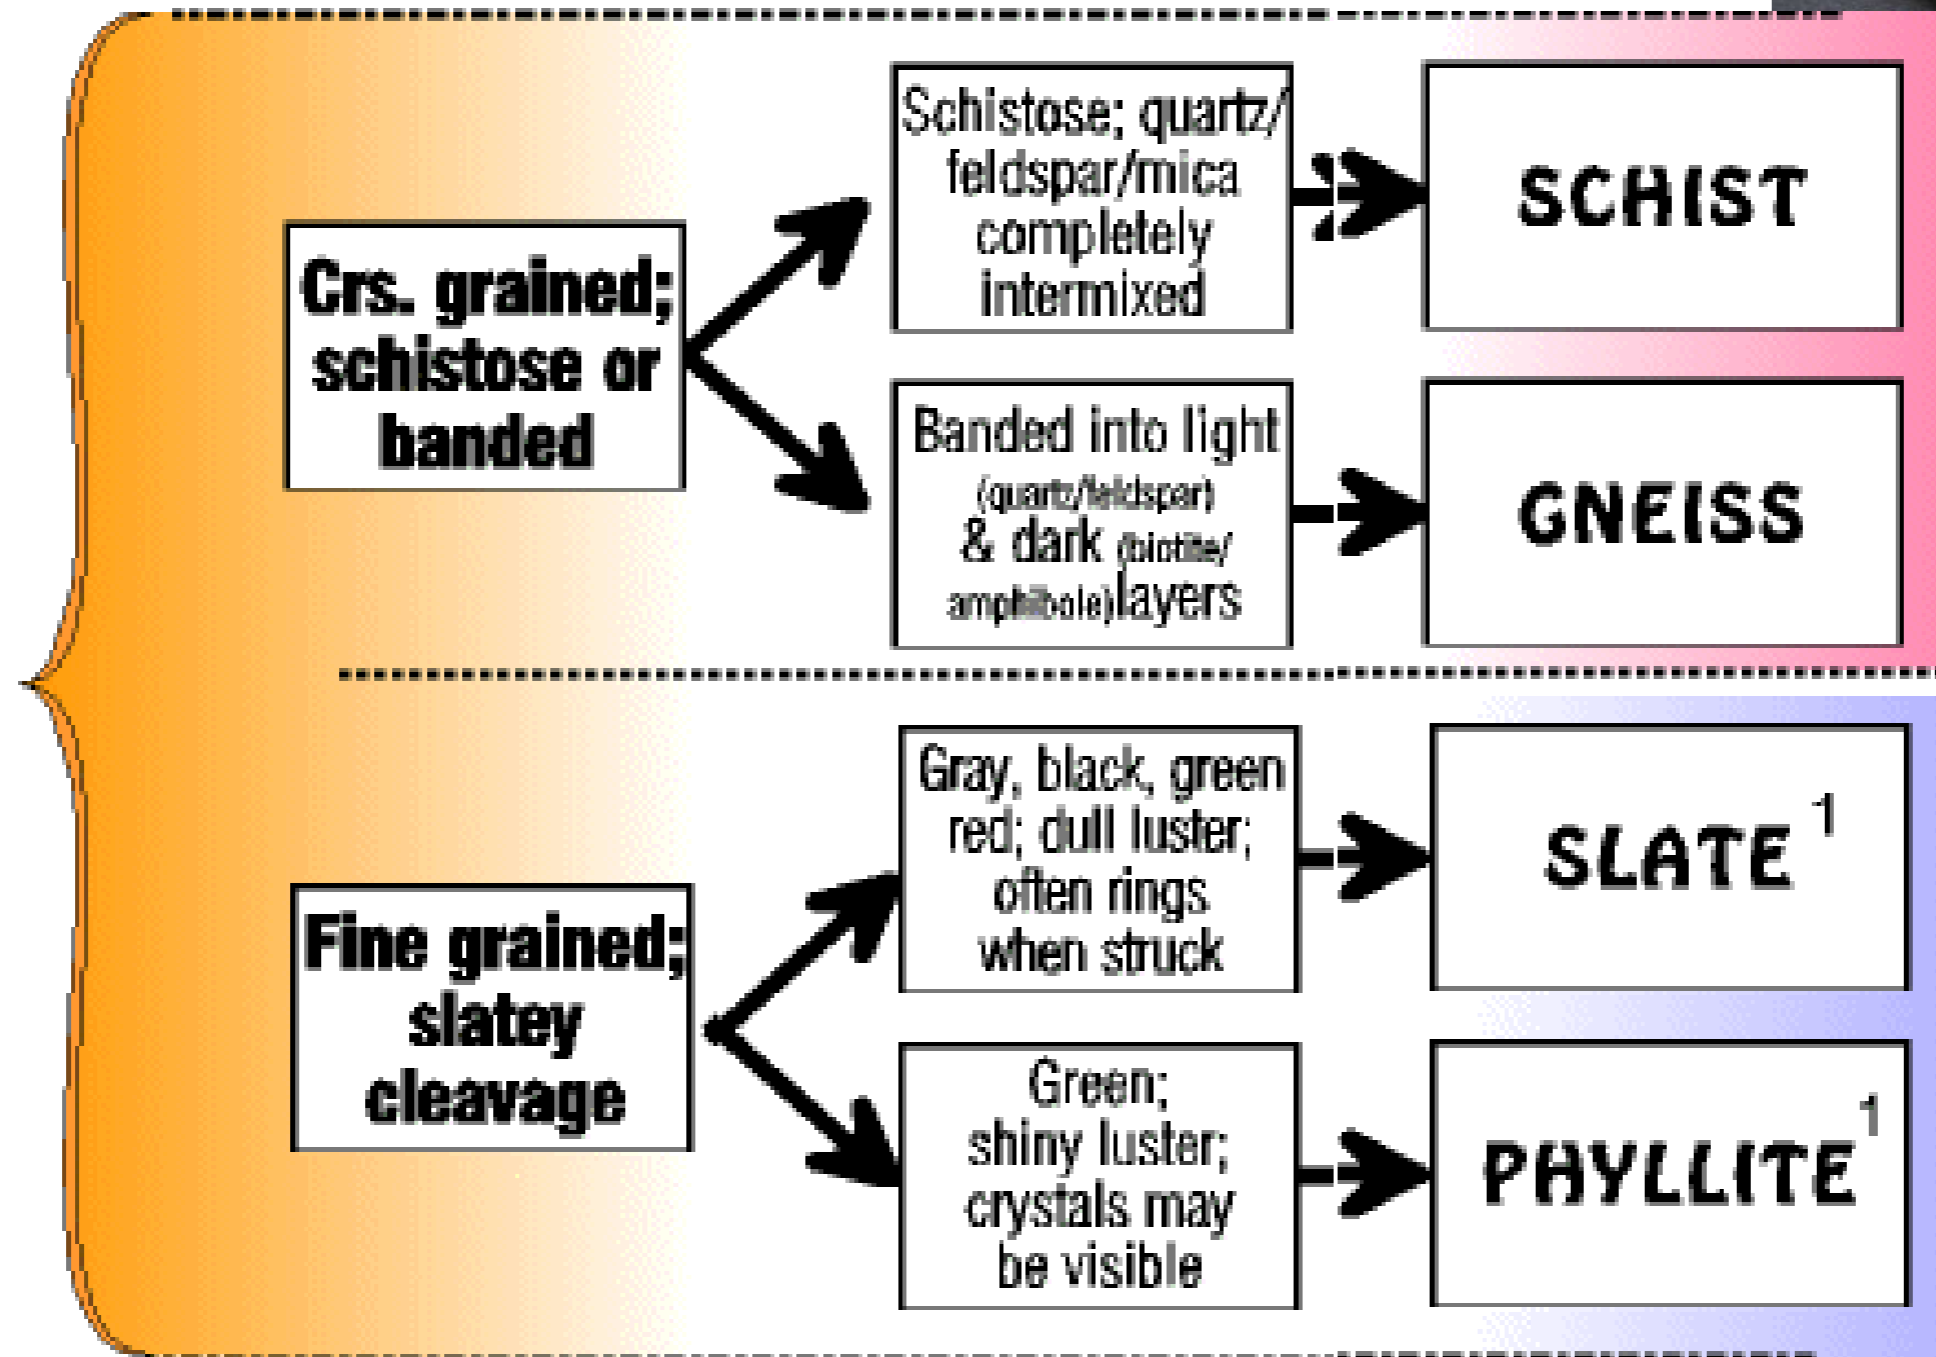 Crs. grained;
schistose or
banded
Schistose; quartz/
feldspar/mica
completely
intermixed
SCHIST
Banded into light
(quartz/feldspar)
& dark (biotite/
amphibole)layers
GNEISS
Fine grained;
slatey
cleavage
Gray, black, green
red; dull luster;
often rings
when struck
SLATE 1
Green;
shiny luster;
crystals may
be visible
PHYLLITE 1